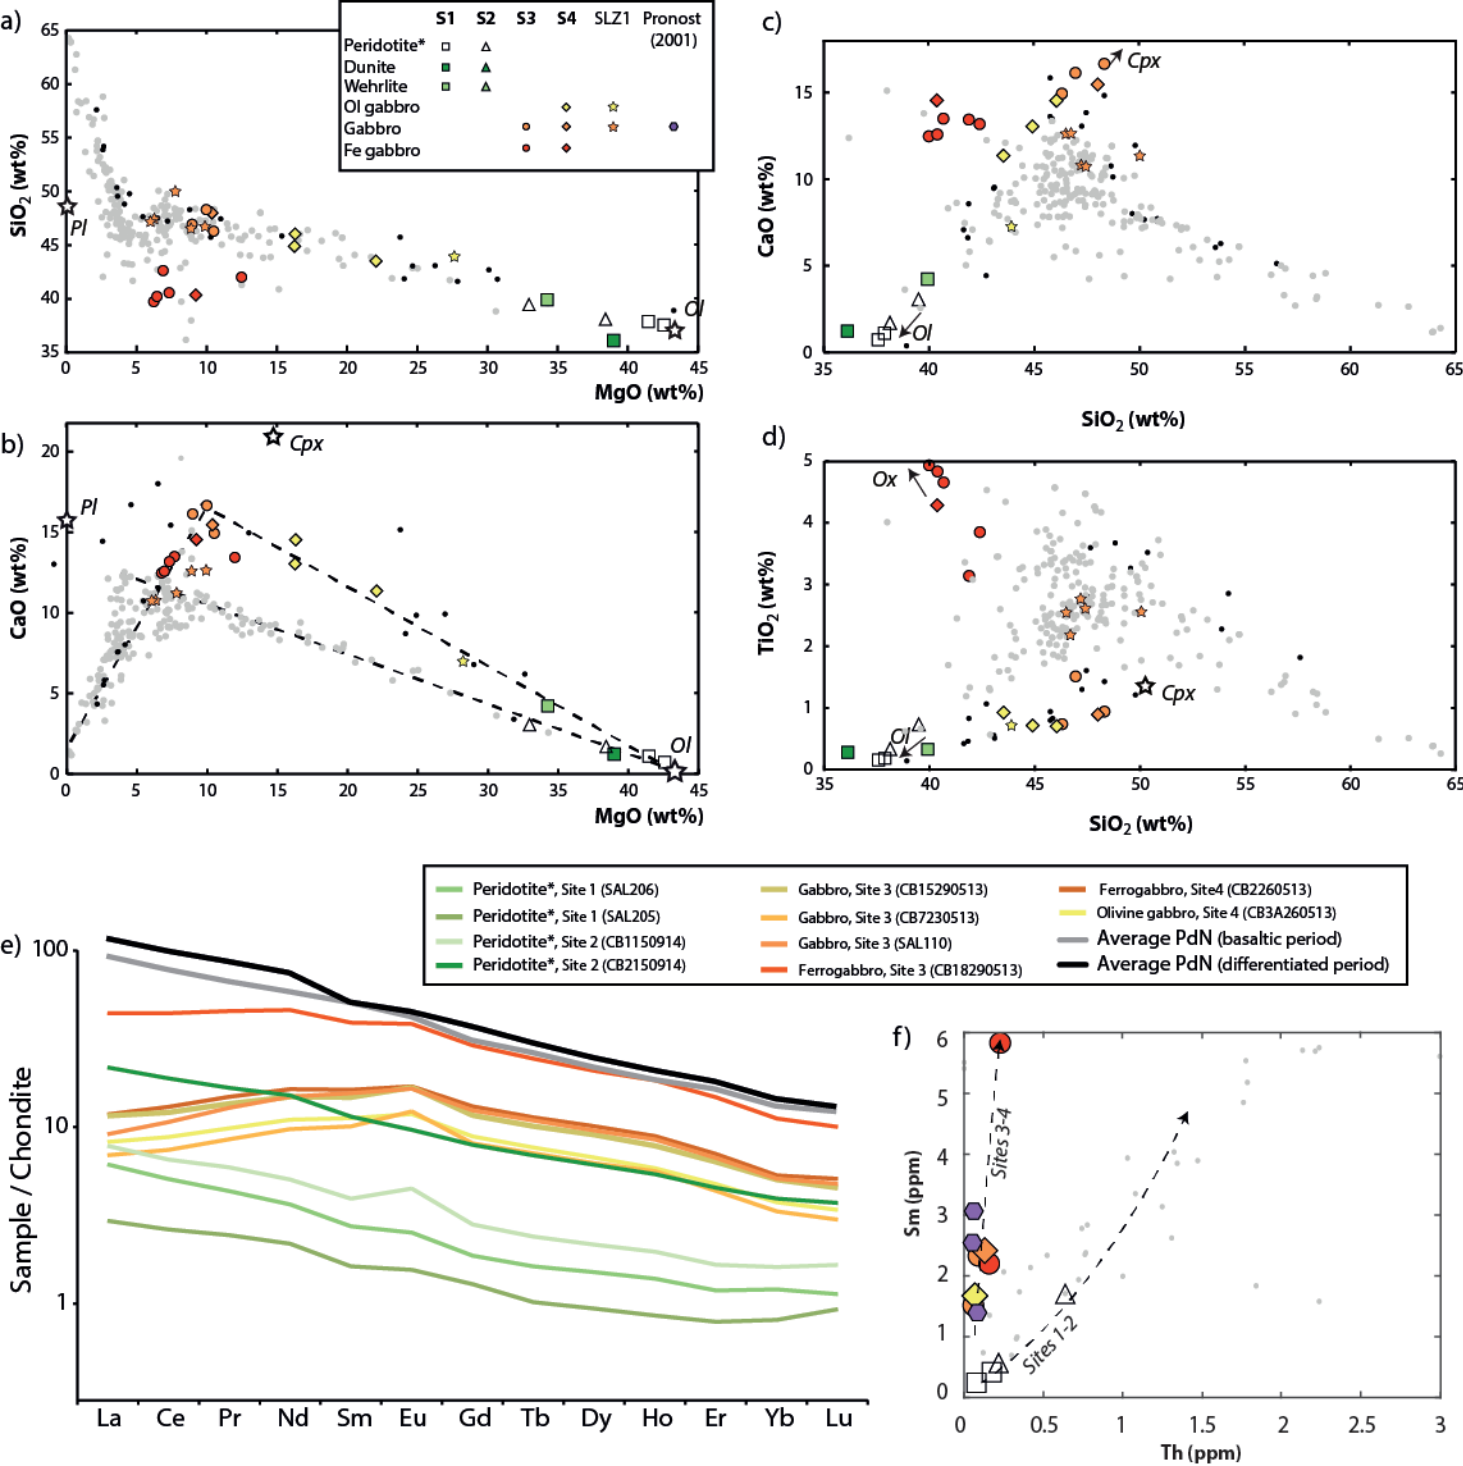 a)
S1 S2 S3 S4 SLZ1 Pronost
(2001)
Peridotite*
Dunite
Wehrlite
Ol gabbro
Gabbro
Fe gabbro
SiO2 (wt%)
65
60
55
50
45
40
35
Pl
Ol
0 5 10 15 20 25 30 35 40 45
MgO (wt%)
b)
CaO (wt%)
20
15
10
5
0
Cpx
Pl
Ol
0 5 10 15 20 25 30 35 40 45
MgO (wt%)
c)
CaO (wt%)
15
10
5
0
Cpx
Ol
35 40 45 50 55 60 65
SiO2 (wt%)
d)
TiO2 (wt%)
5
4
3
2
1
0
Ox
Cpx
Ol
35 40 45 50 55 60 65
SiO2 (wt%)
e)
Peridotite*, Site 1 (SAL206)
Peridotite*, Site 1 (SAL205)
Peridotite*, Site 2 (CB1150914)
Peridotite*, Site 2 (CB2150914)
Gabbro, Site 3 (CB15290513)
Gabbro, Site 3 (CB7230513)
Gabbro, Site 3 (SAL110)
Ferrogabbro, Site 3 (CB18290513)
Ferrogabbro, Site4 (CB2260513)
Olivine gabbro, Site 4 (CB3A260513)
Average PdN (basaltic period)
Average PdN (differentiated period)
Sample / Chondite
100
10
1
La Ce Pr Nd Sm Eu Gd Tb Dy Ho Er Yb Lu
f)
Sm (ppm)
6
5
4
3
2
1
0
Sites 3-4
Sites 1-2
0 0.5 1 1.5 2 2.5 3
Th (ppm)